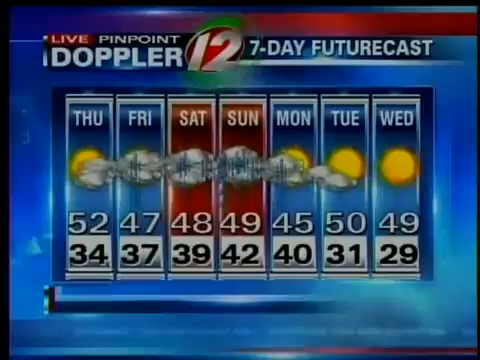 LIVE PINPOINT
DOPPLER 12 7-DAY FUTURECAST
THU FRI SAT SUN MON TUE WED
52 47 48 49 45 50 49
34 37 39 42 40 31 29